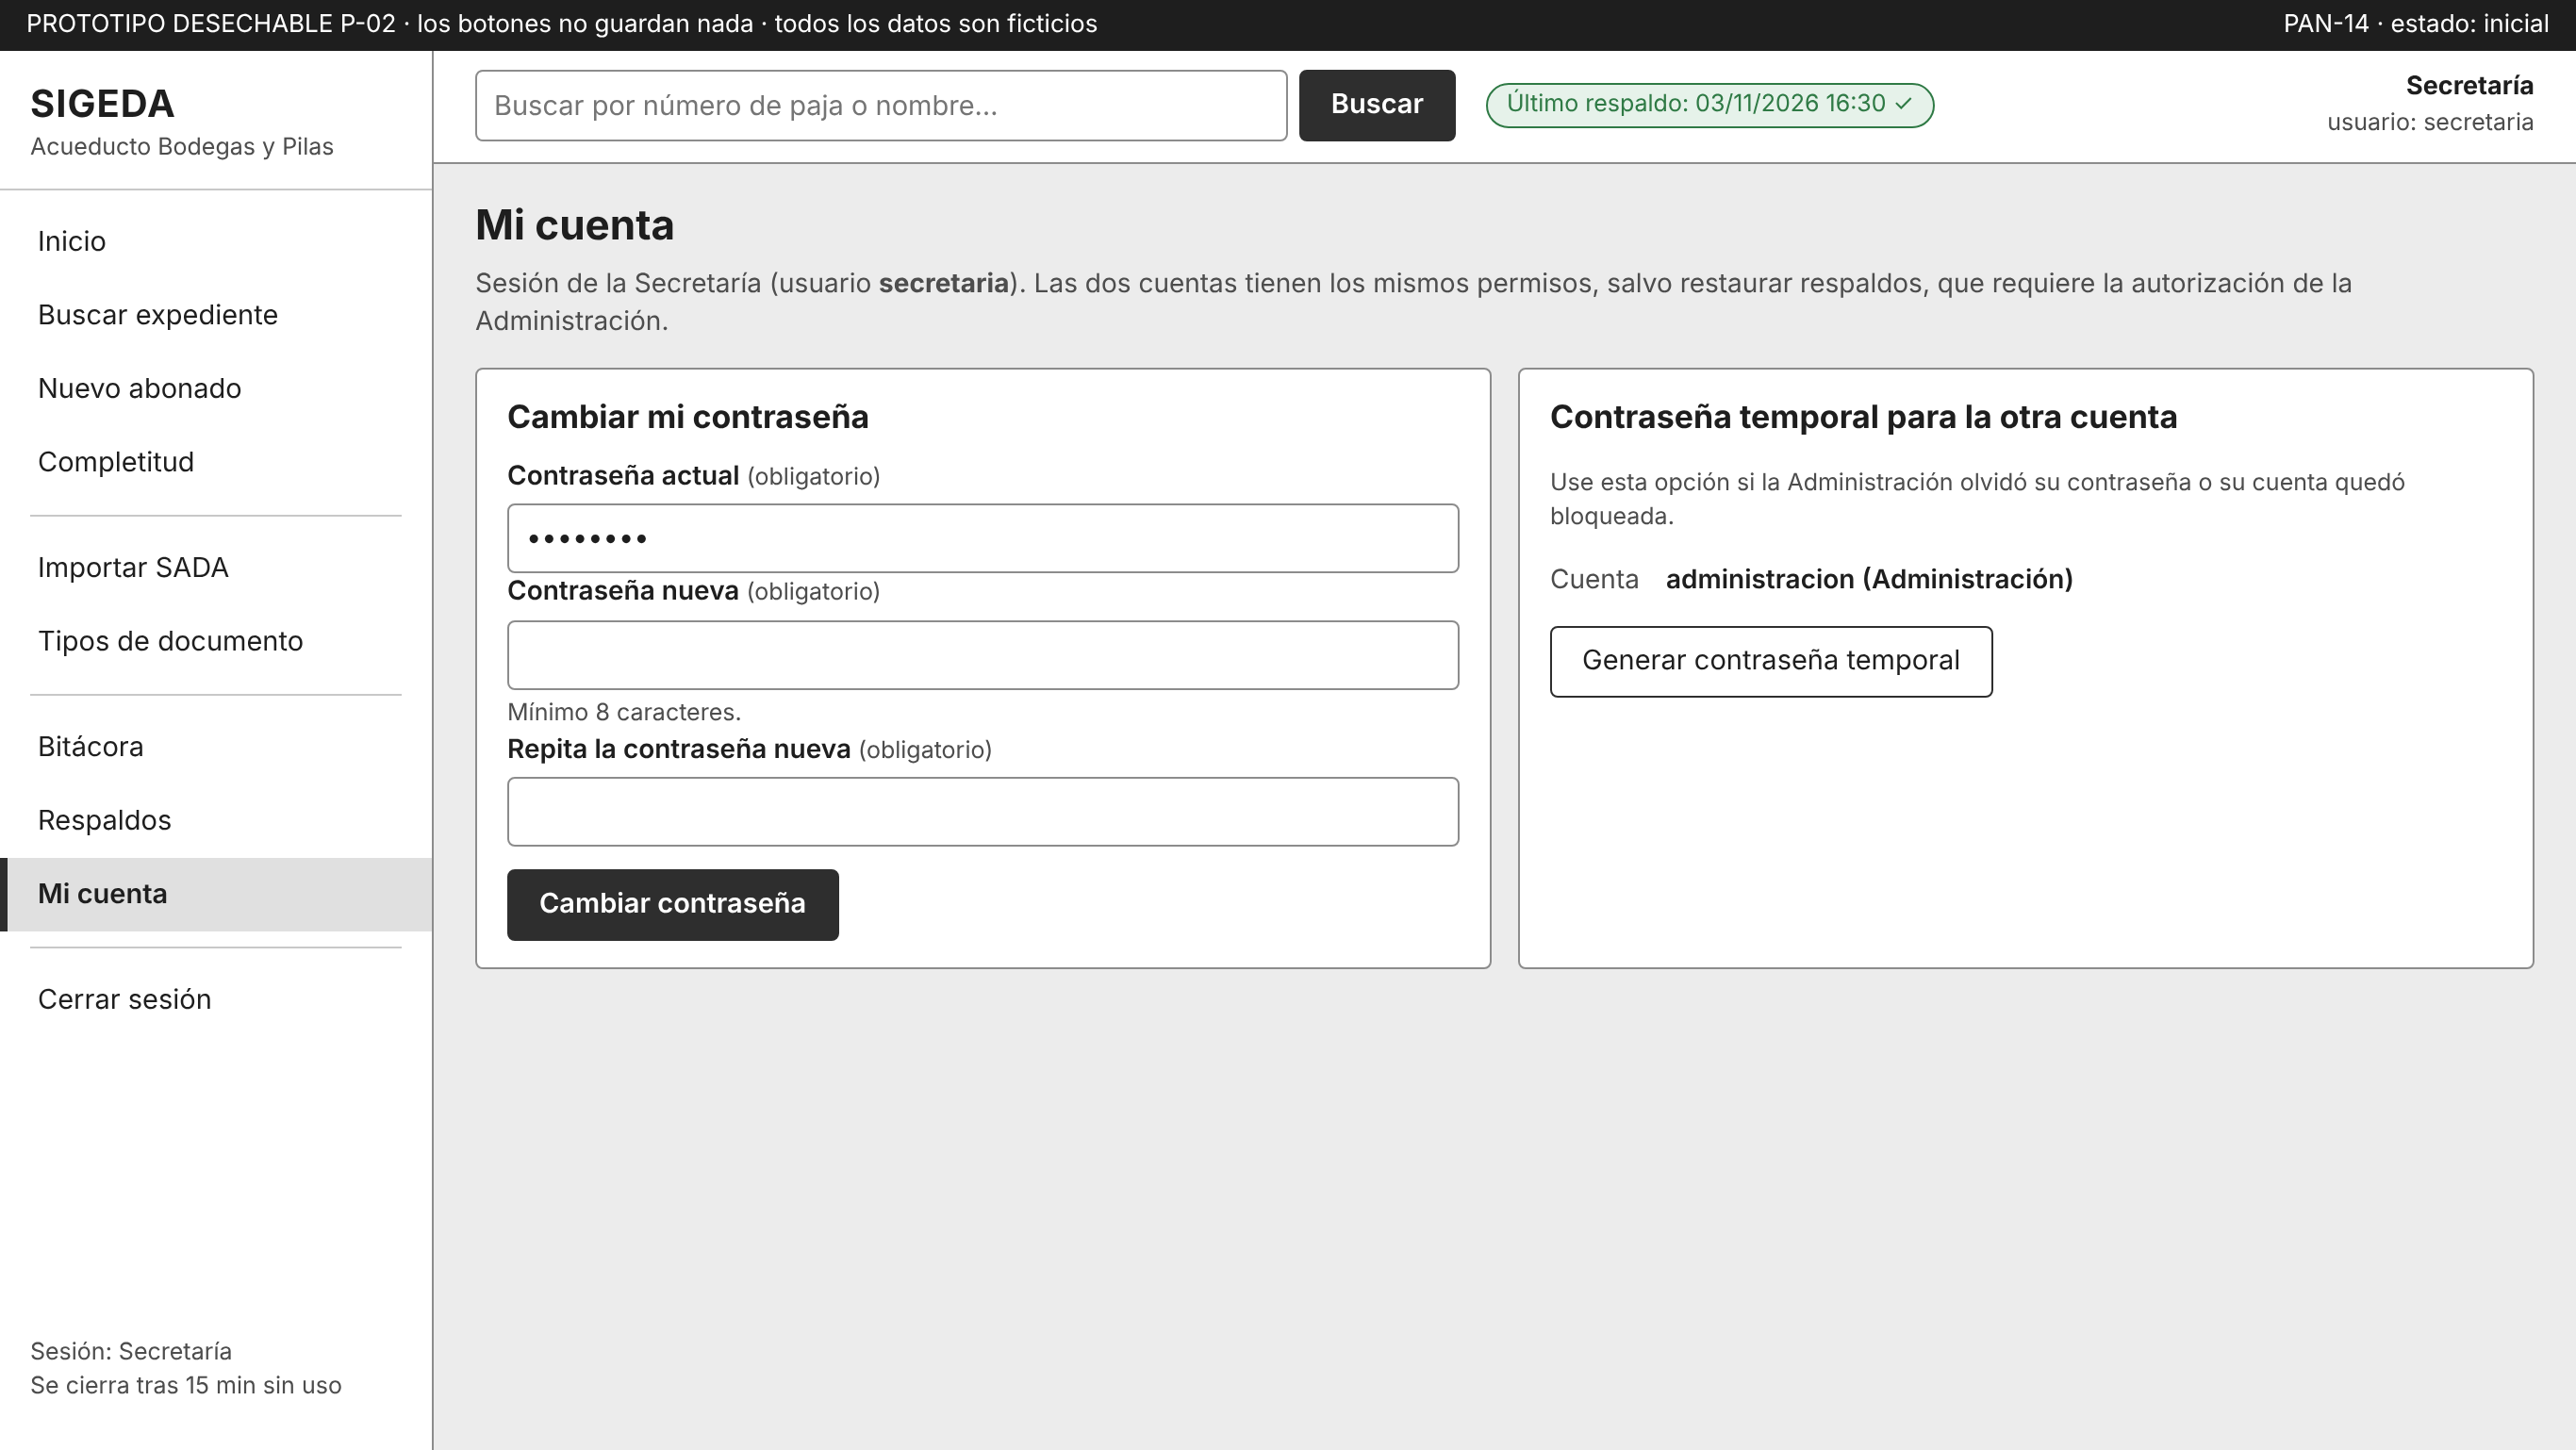 PROTOTIPO DESECHABLE P-02 · los botones no guardan nada · todos los datos son ficticios
PAN-14 · estado: inicial
SIGEDA
Acueducto Bodegas y Pilas
Inicio
Buscar expediente
Nuevo abonado
Completitud
Importar SADA
Tipos de documento
Bitácora
Respaldos
Mi cuenta
Cerrar sesión
Sesión: Secretaría
Se cierra tras 15 min sin uso
Buscar por número de paja o nombre...
Buscar
Último respaldo: 03/11/2026 16:30 ✓
Secretaría
usuario: secretaria
Mi cuenta
Sesión de la Secretaría (usuario secretaria). Las dos cuentas tienen los mismos permisos, salvo restaurar respaldos, que requiere la autorización de la
Administración.
Cambiar mi contraseña
Contraseña actual (obligatorio)
••••••••
Contraseña nueva (obligatorio)
Mínimo 8 caracteres.
Repita la contraseña nueva (obligatorio)
Cambiar contraseña
Contraseña temporal para la otra cuenta
Use esta opción si la Administración olvidó su contraseña o su cuenta quedó
bloqueada.
Cuenta administracion (Administración)
Generar contraseña temporal